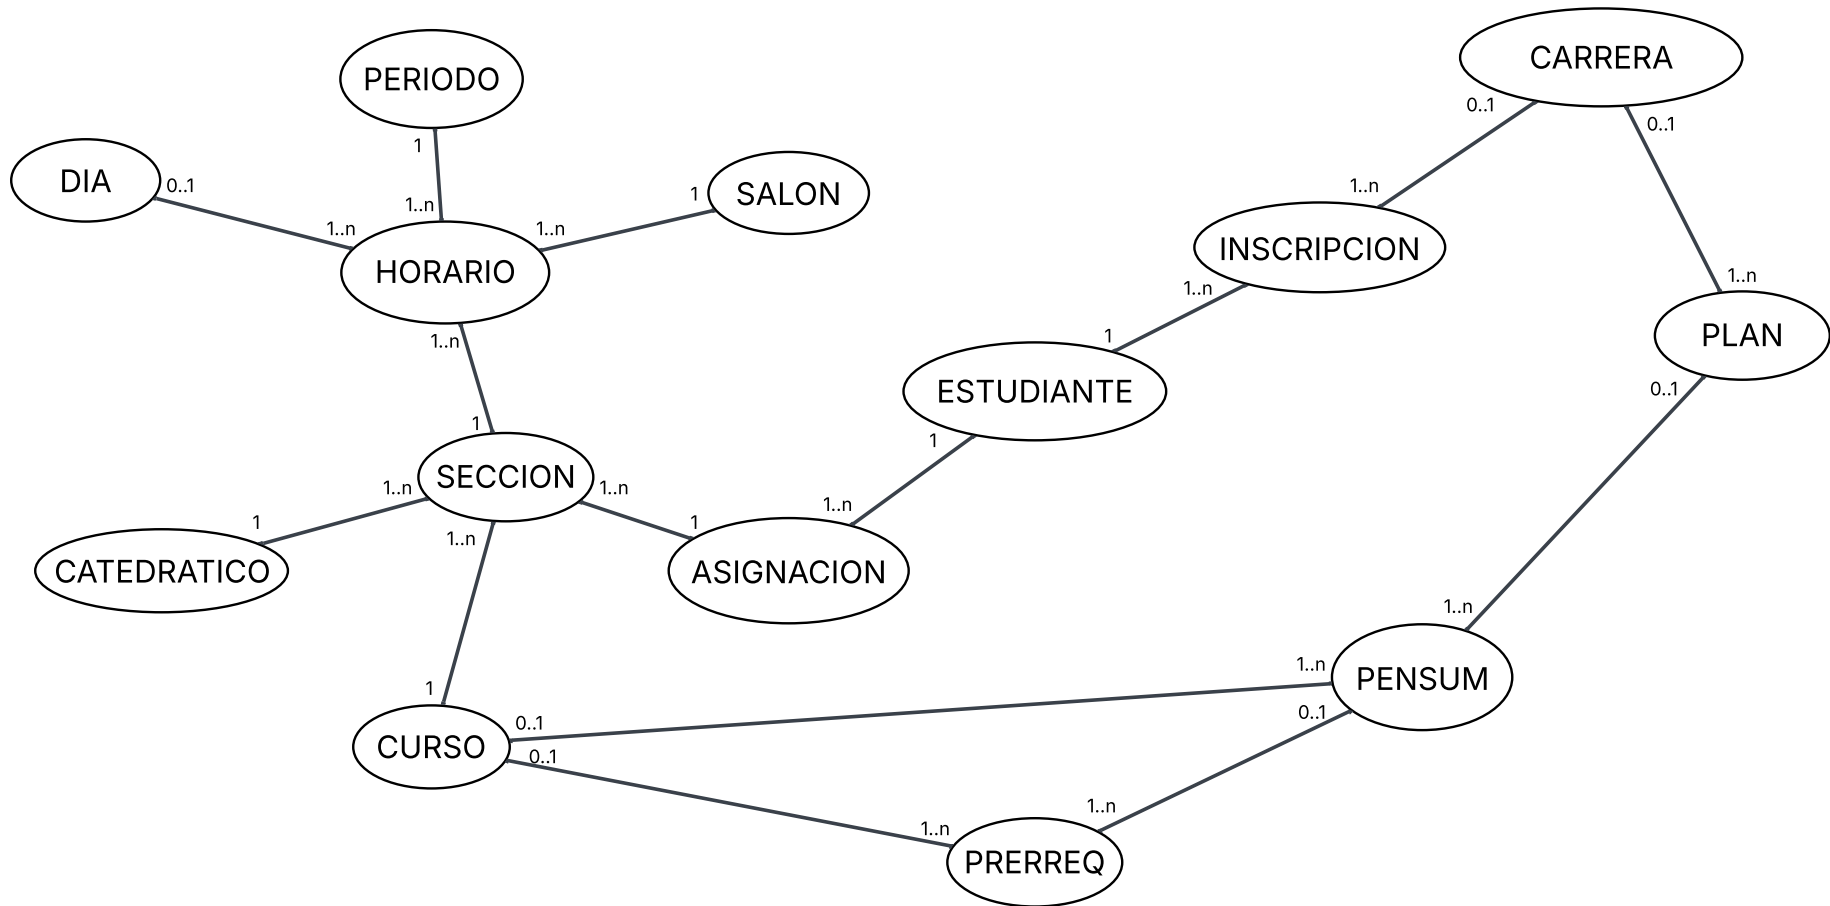 CARRERA
PERIODO
0..1
0..1
1
DIA
0..1
SALON
1
1..n
1..n
1..n
1..n
INSCRIPCION
HORARIO
1..n
1..n
1
PLAN
1..n
ESTUDIANTE
0..1
1
1
SECCION
1..n
1..n
1..n
1
1
1..n
CATEDRATICO
ASIGNACION
1..n
1..n
PENSUM
1
0..1
0..1
CURSO
0..1
1..n
1..n
PRERREQ